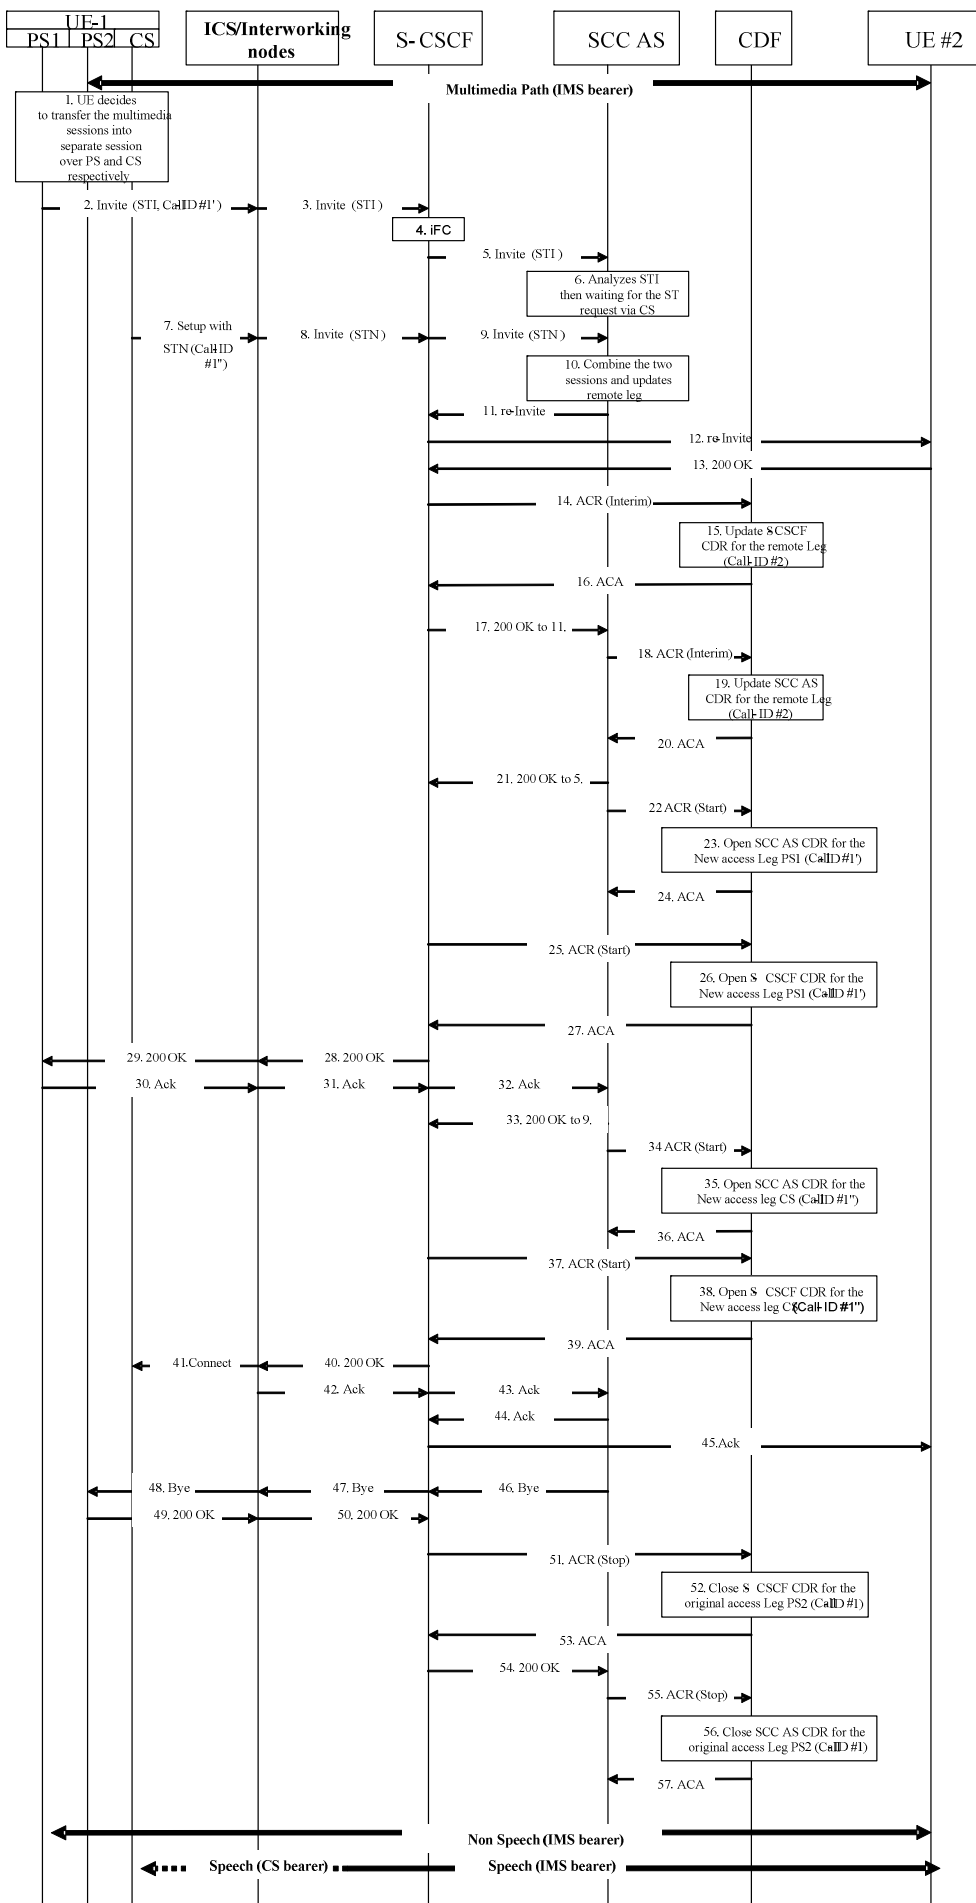 UE-1
PS1 PS2 CS
ICS/Interworking
nodes
S-CSCF
SCC AS
CDF
UE #2
Multimedia Path (IMS bearer)
1. UE decides
to transfer the multimedia
sessions into
separate session
over PS and CS
respectively
2. Invite (STI, Call-ID #1')
3. Invite (STI)
4. iFC
5. Invite (STI)
6. Analyzes STI
then waiting for the ST
request via CS
7. Setup with
STN (Call-ID
#1'')
8. Invite (STN)
9. Invite (STN)
10. Combine the two
sessions and updates
remote leg
11. re-Invite
12. re-Invite
13. 200 OK
14. ACR (Interim)
15. Update S-CSCF
CDR for the remote Leg
(Call-ID #2)
16. ACA
17. 200 OK to 11.
18. ACR (Interim)
19. Update SCC AS
CDR for the remote Leg
(Call-ID #2)
20. ACA
21. 200 OK to 5.
22 ACR (Start)
23. Open SCC AS CDR for the
New access Leg PS1 (Call-ID #1')
24. ACA
25. ACR (Start)
26. Open S-CSCF CDR for the
New access Leg PS1 (Call-ID #1')
27. ACA
28. 200 OK
29. 200 OK
30. Ack
31. Ack
32. Ack
33. 200 OK to 9.
34 ACR (Start)
35. Open SCC AS CDR for the
New access leg CS (Call-ID #1'')
36. ACA
37. ACR (Start)
38. Open S-CSCF CDR for the
New access leg CS (Call-ID #1'')
39. ACA
40. 200 OK
41.Connect
42. Ack
43. Ack
44. Ack
45.Ack
46. Bye
47. Bye
48. Bye
49. 200 OK
50. 200 OK
51. ACR (Stop)
52. Close S-CSCF CDR for the
original access Leg PS2 (Call-ID #1)
53. ACA
54. 200 OK
55. ACR (Stop)
56. Close SCC AS CDR for the
original access Leg PS2 (Call-ID #1)
57. ACA
Non Speech (IMS bearer)
Speech (CS bearer)
Speech (IMS bearer)